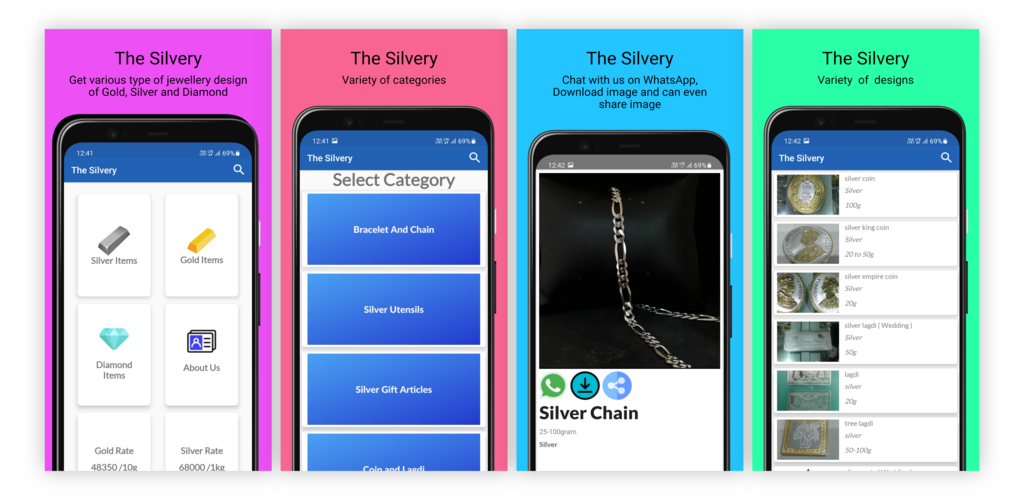 The Silvery
Get various type of jewellery design
of Gold, Silver and Diamond
12:41
69%
The Silvery
Silver Items
Gold Items
Diamond
Items
About Us
Gold Rate
48350 /10g
Silver Rate
68000 /1kg
The Silvery
Variety of categories
12:41
69%
The Silvery
Select Category
Bracelet And Chain
Silver Utensils
Silver Gift Articles
Coin and Lagdi
The Silvery
Chat with us on WhatsApp,
Download image and can even
share image
12:42
69%
Silver Chain
25-100gram
Silver
The Silvery
Variety of designs
12:42
69%
The Silvery
silver coin
Silver
100g
silver king coin
Silver
20 to 50g
silver empire coin
Silver
20g
silver lagdi ( Wedding )
Silver
50g
lagdi
silver
20g
tree lagdi
silver
50-100g